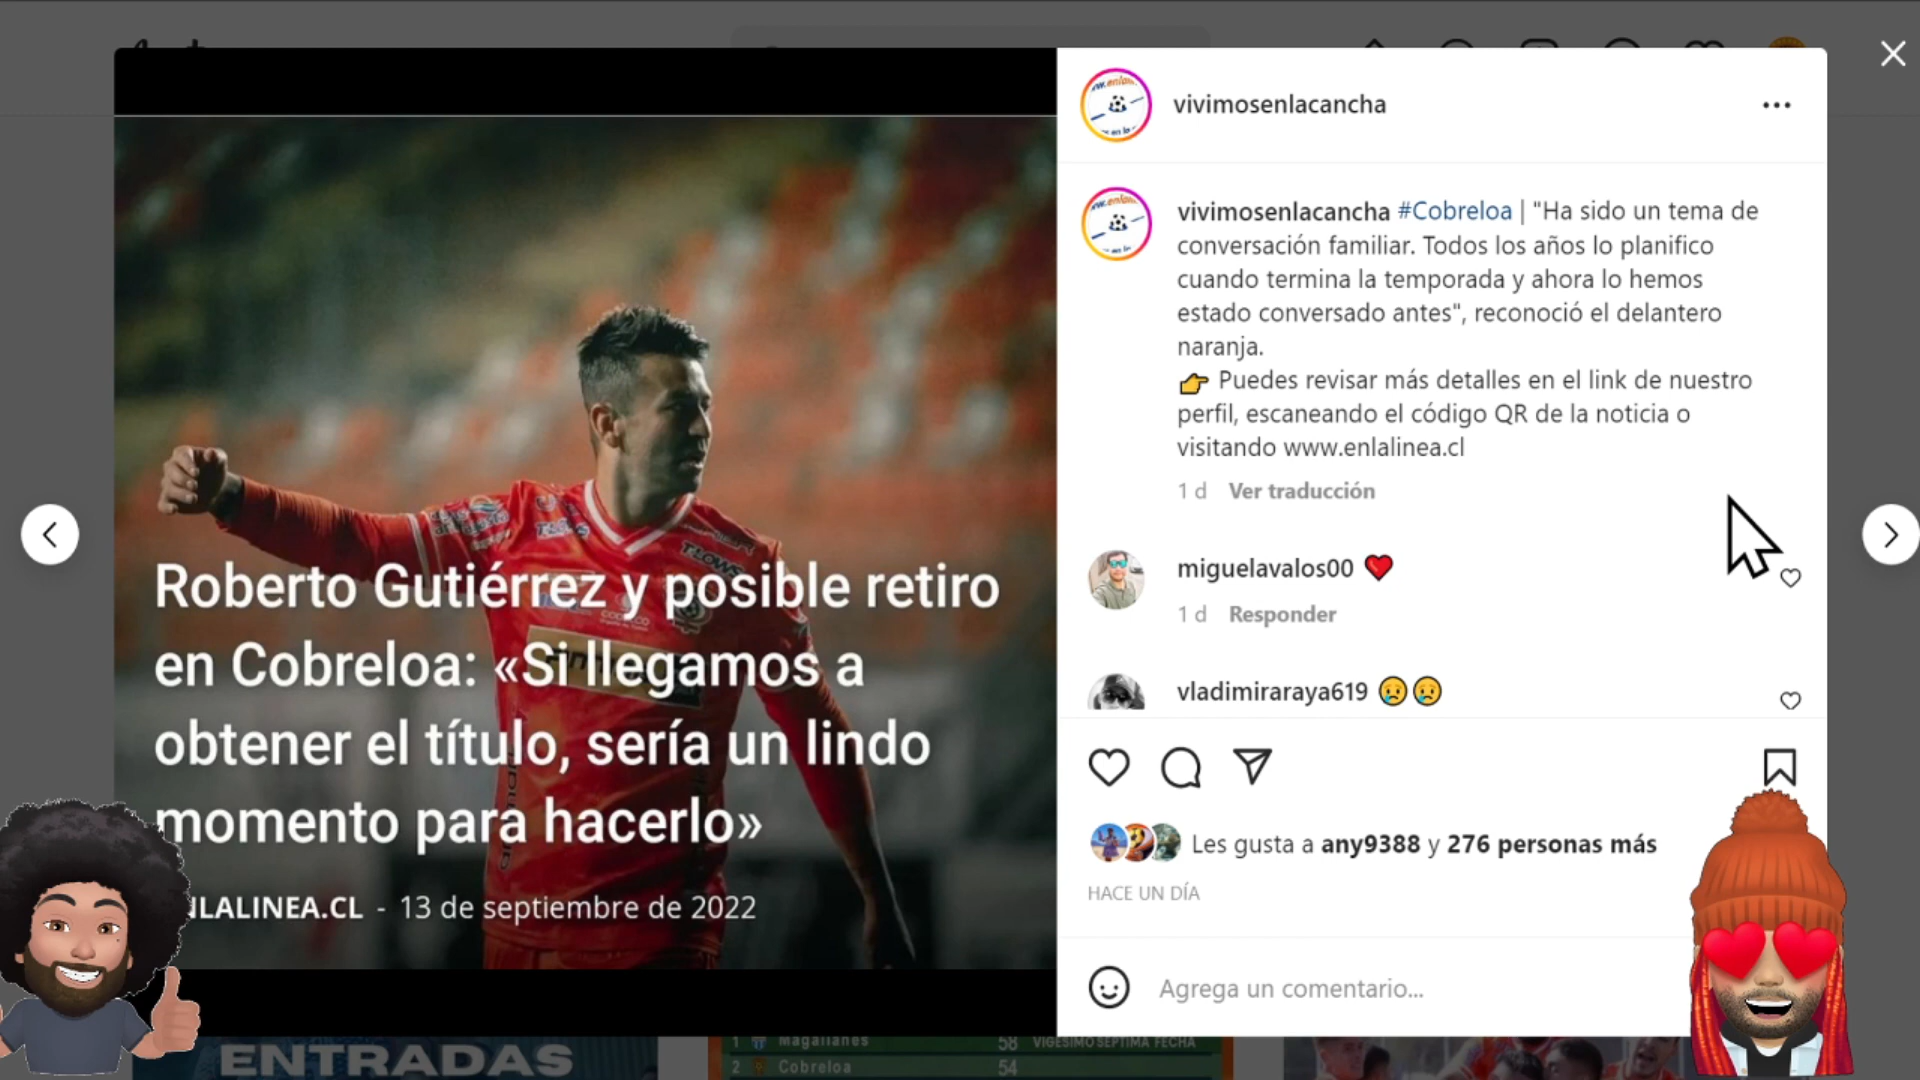 vivimosenlacancha
vivimosenlacancha #Cobreloa | "Ha sido un tema de
conversación familiar. Todos los años lo planifico
cuando termina la temporada y ahora lo hemos
estado conversado antes", reconoció el delantero
naranja.
👉 Puedes revisar más detalles en el link de nuestro
perfil, escaneando el código QR de la noticia o
visitando www.enlalinea.cl
1 d Ver traducción
miguelavalos00 ❤️
1 d Responder
vladimiraraya619 😢😢
Les gusta a any9388 y 276 personas más
HACE UN DÍA
Agrega un comentario...
Roberto Gutiérrez y posible retiro
en Cobreloa: «Si llegamos a
obtener el título, sería un lindo
momento para hacerlo»
NLALINEA.CL - 13 de septiembre de 2022
ENTRADAS
1 Magallanes 58 VIGESIMOSEPTIMA FECHA
2 Cobreloa 54